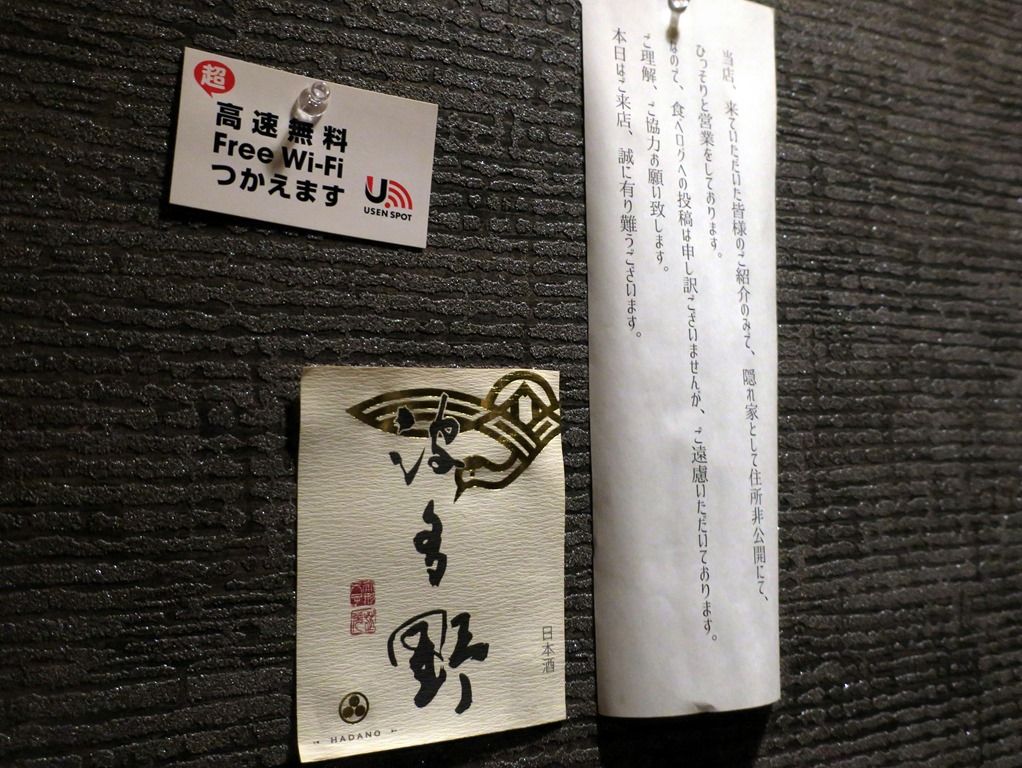 超
高速無料
Free Wi-Fi
つかえます
USEN SPOT
当店、来ていただいた皆様のご紹介のみで、隠れ家として住所非公開にて、
ひっそりと営業をしております。
なので、食べログへの投稿は申し訳ございませんが、ご遠慮いただいております。
ご理解、ご協力お願い致します。
本日はご来店、誠に有り難うございます。
波多野
日本酒
HADANO